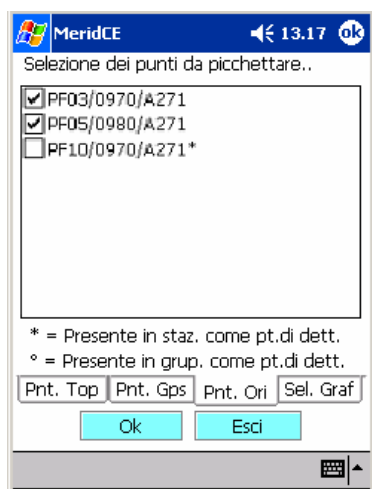 MeridCE 13.17 ok
Selezione dei punti da picchettare..
PF03/0970/A271
PF05/0980/A271
PF10/0970/A271*
* = Presente in staz. come pt.di dett.
° = Presente in grup. come pt.di dett.
Pnt. Top Pnt. Gps Pnt. Ori Sel. Graf
Ok Esci